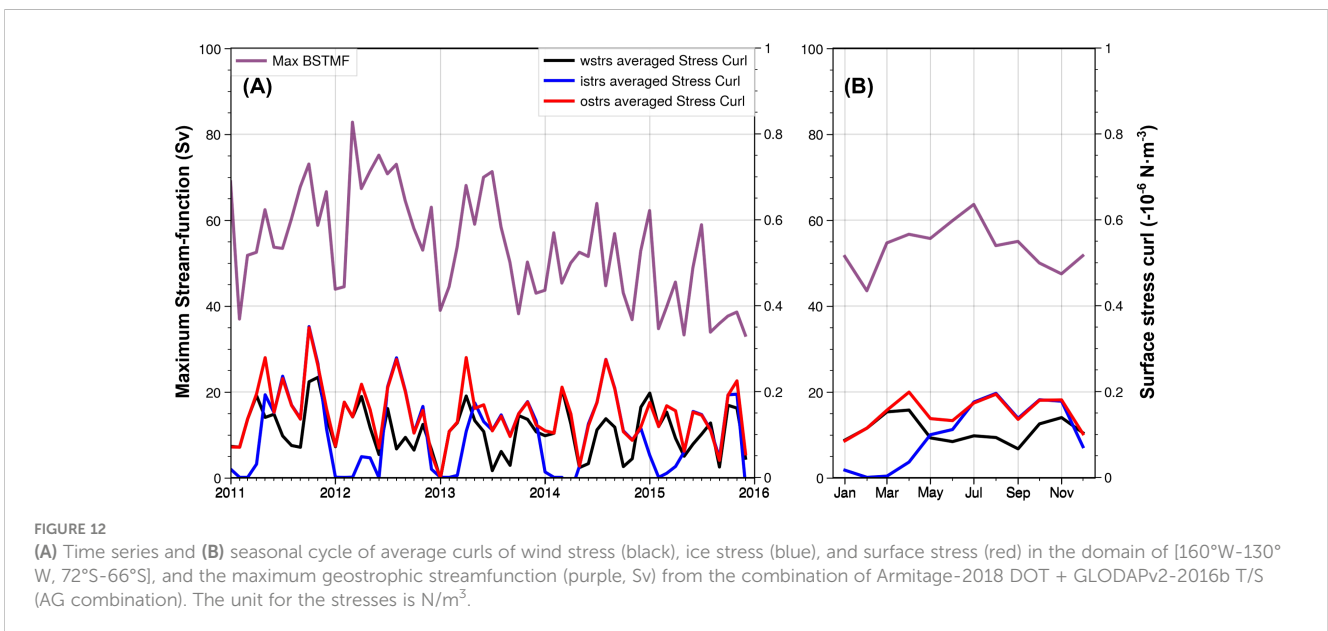 100
80
60
40
20
0
Maximum Stream-function (Sv)
Max BSTMF
(A)
wstrs averaged Stress Curl
istrs averaged Stress Curl
ostrs averaged Stress Curl
1
0.8
0.6
0.4
0.2
0
2011 2012 2013 2014 2015 2016
100
80
60
40
20
0
(B)
1
0.8
0.6
0.4
0.2
0
Surface stress curl (-10⁻⁶ N·m⁻³)
Jan Mar May Jul Sep Nov
FIGURE 12
(A) Time series and (B) seasonal cycle of average curls of wind stress (black), ice stress (blue), and surface stress (red) in the domain of [160°W-130°
W, 72°S-66°S], and the maximum geostrophic streamfunction (purple, Sv) from the combination of Armitage-2018 DOT + GLODAPv2-2016b T/S
(AG combination). The unit for the stresses is N/m³.